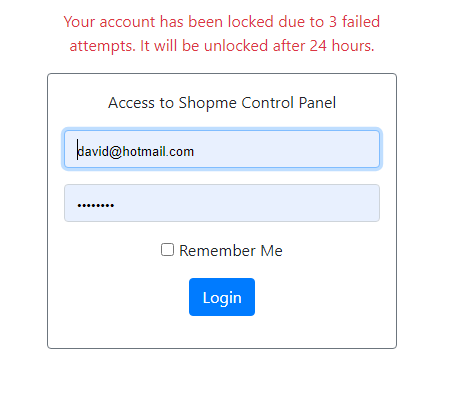 Your account has been locked due to 3 failed
attempts. It will be unlocked after 24 hours.
Access to Shopme Control Panel
david@hotmail.com
••••••••
Remember Me
Login